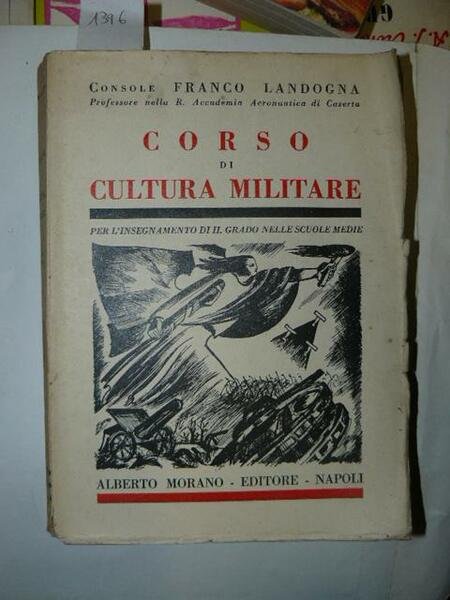 1396
CONSOLE FRANCO LANDOGNA
Professore nella R. Accademia Aeronautica di Caserta
CORSO
DI
CULTURA MILITARE
PER L'INSEGNAMENTO DI II. GRADO NELLE SCUOLE MEDIE
ALBERTO MORANO - EDITORE - NAPOLI